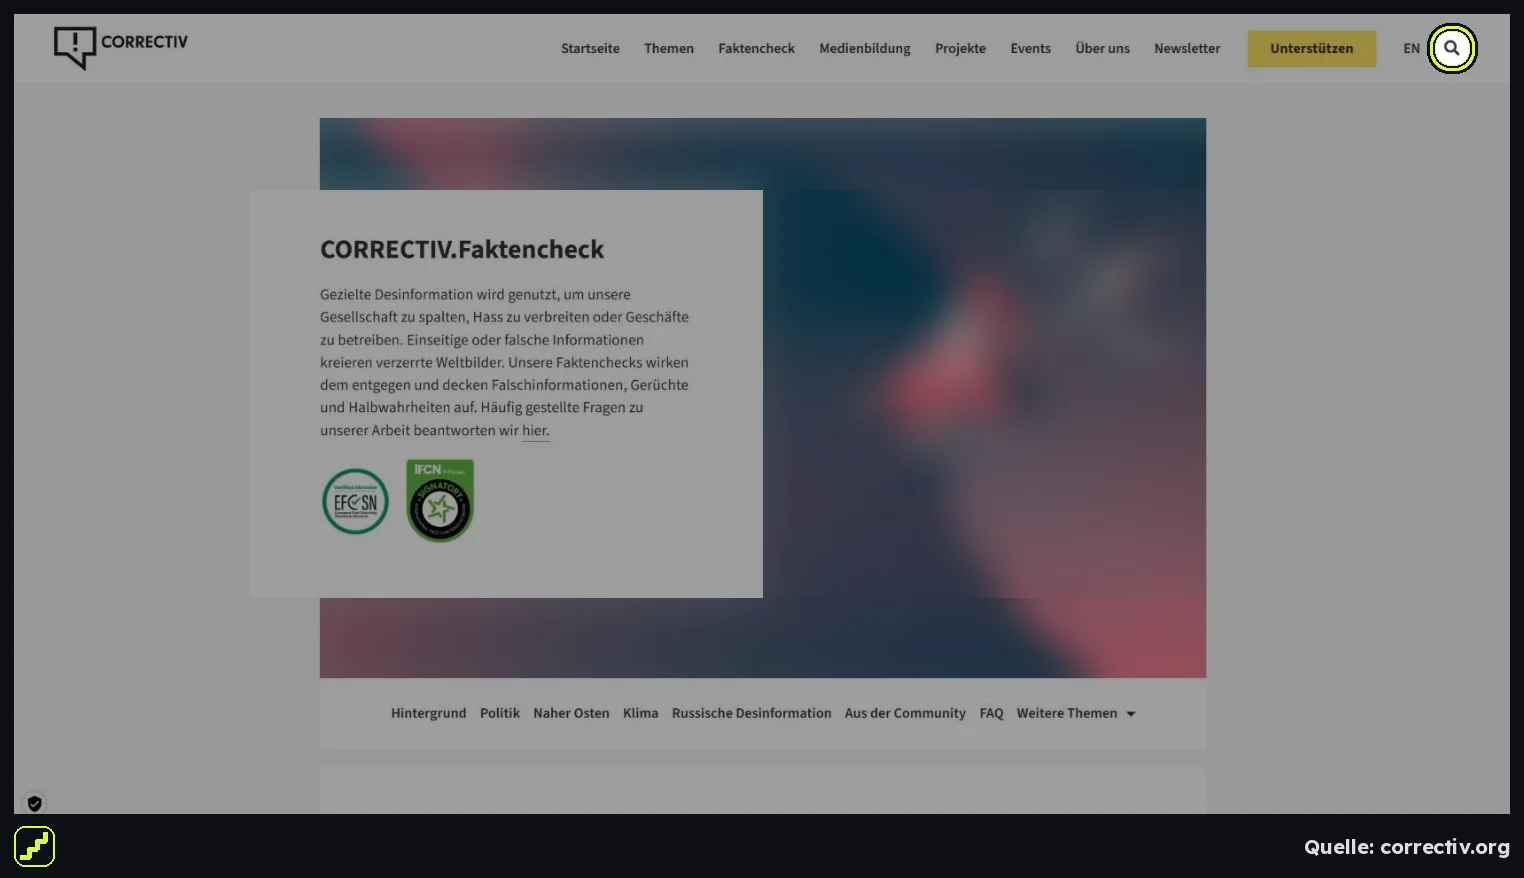 CORRECTIV
Startseite Themen Faktencheck Medienbildung Projekte Events Über uns Newsletter Unterstützen EN
CORRECTIV.Faktencheck
Gezielte Desinformation wird genutzt, um unsere
Gesellschaft zu spalten, Hass zu verbreiten oder Geschäfte
zu betreiben. Einseitige oder falsche Informationen
kreieren verzerrte Weltbilder. Unsere Faktenchecks wirken
dem entgegen und decken Falschinformationen, Gerüchte
und Halbwahrheiten auf. Häufig gestellte Fragen zu
unserer Arbeit beantworten wir hier.
EFCSN
IFCN
SIGNATORY
Hintergrund Politik Naher Osten Klima Russische Desinformation Aus der Community FAQ Weitere Themen
Quelle: correctiv.org